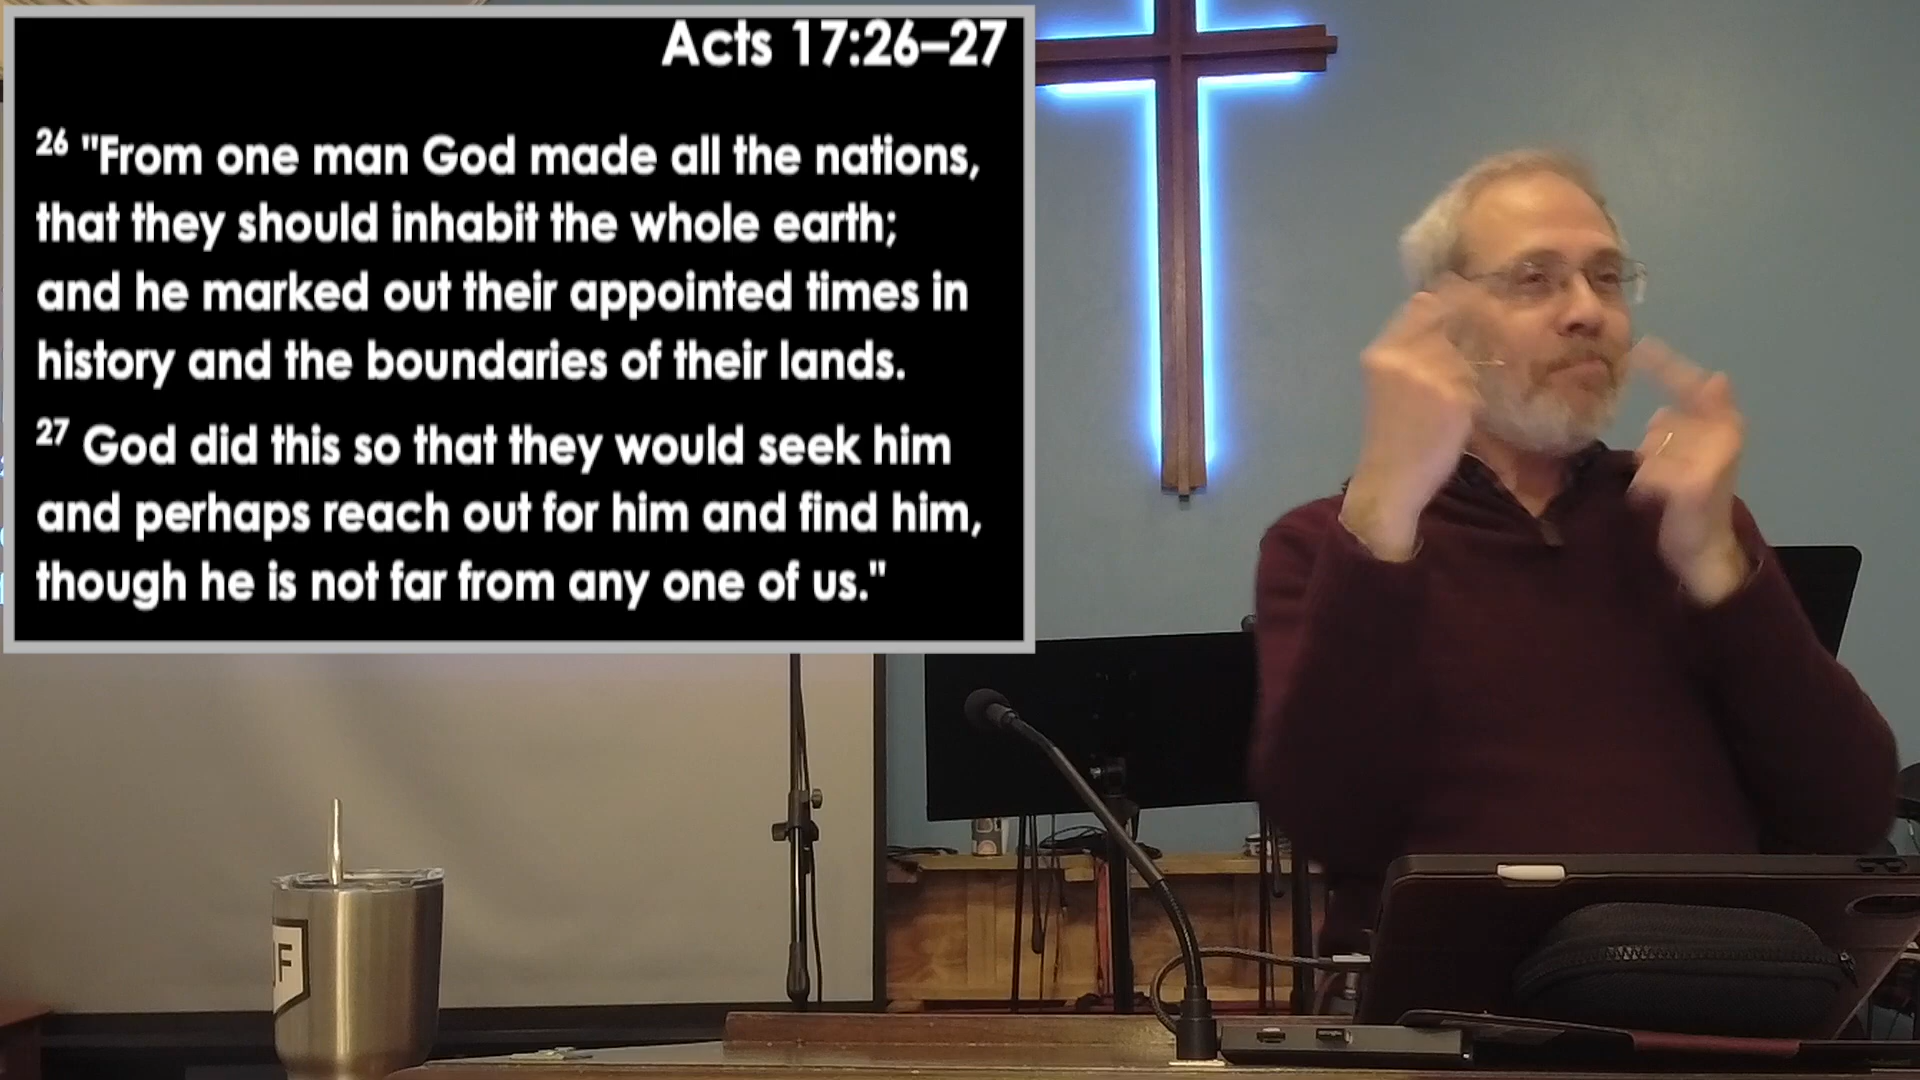 Acts 17:26–27
26 "From one man God made all the nations,
that they should inhabit the whole earth;
and he marked out their appointed times in
history and the boundaries of their lands.
27 God did this so that they would seek him
and perhaps reach out for him and find him,
though he is not far from any one of us."